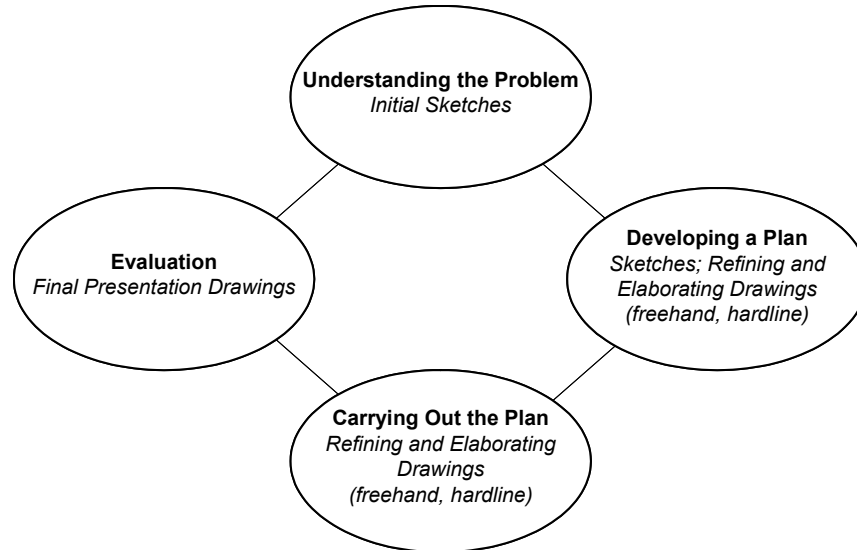 Understanding the Problem
Initial Sketches
Evaluation
Final Presentation Drawings
Developing a Plan
Sketches; Refining and
Elaborating Drawings
(freehand, hardline)
Carrying Out the Plan
Refining and Elaborating
Drawings
(freehand, hardline)